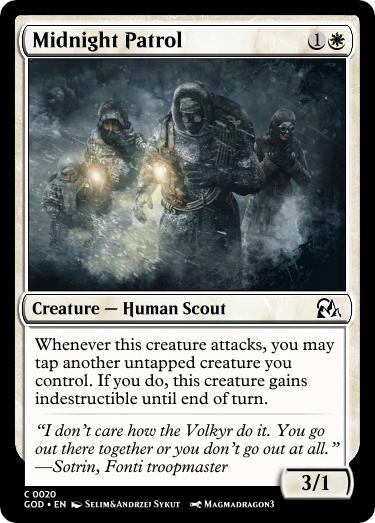 Midnight Patrol 1
Creature — Human Scout
Whenever this creature attacks, you may
tap another untapped creature you
control. If you do, this creature gains
indestructible until end of turn.
“I don’t care how the Volkyr do it. You go
out there together or you don’t go out at all.”
—Sotrin, Fonti troopmaster
3/1
C 0020
GOD • EN Selim&Andrzej Sykut Magmadragon3